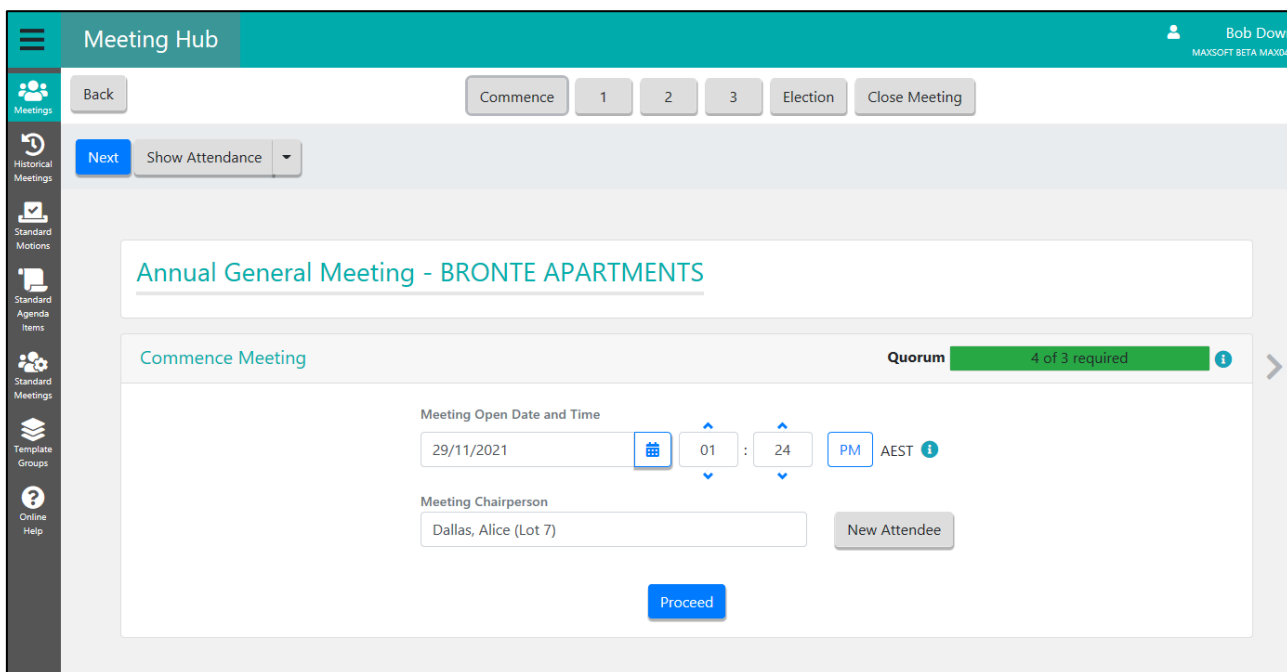 Meeting Hub
Bob Dow
MAXSOFT BETA MAX04
Meetings
Historical
Meetings
Standard
Motions
Standard
Agenda
Items
Standard
Meetings
Template
Groups
Online
Help
Back
Commence
1
2
3
Election
Close Meeting
Next
Show Attendance
Annual General Meeting - BRONTE APARTMENTS
Commence Meeting
Quorum
4 of 3 required
Meeting Open Date and Time
29/11/2021
01 : 24 PM AEST
Meeting Chairperson
Dallas, Alice (Lot 7)
New Attendee
Proceed